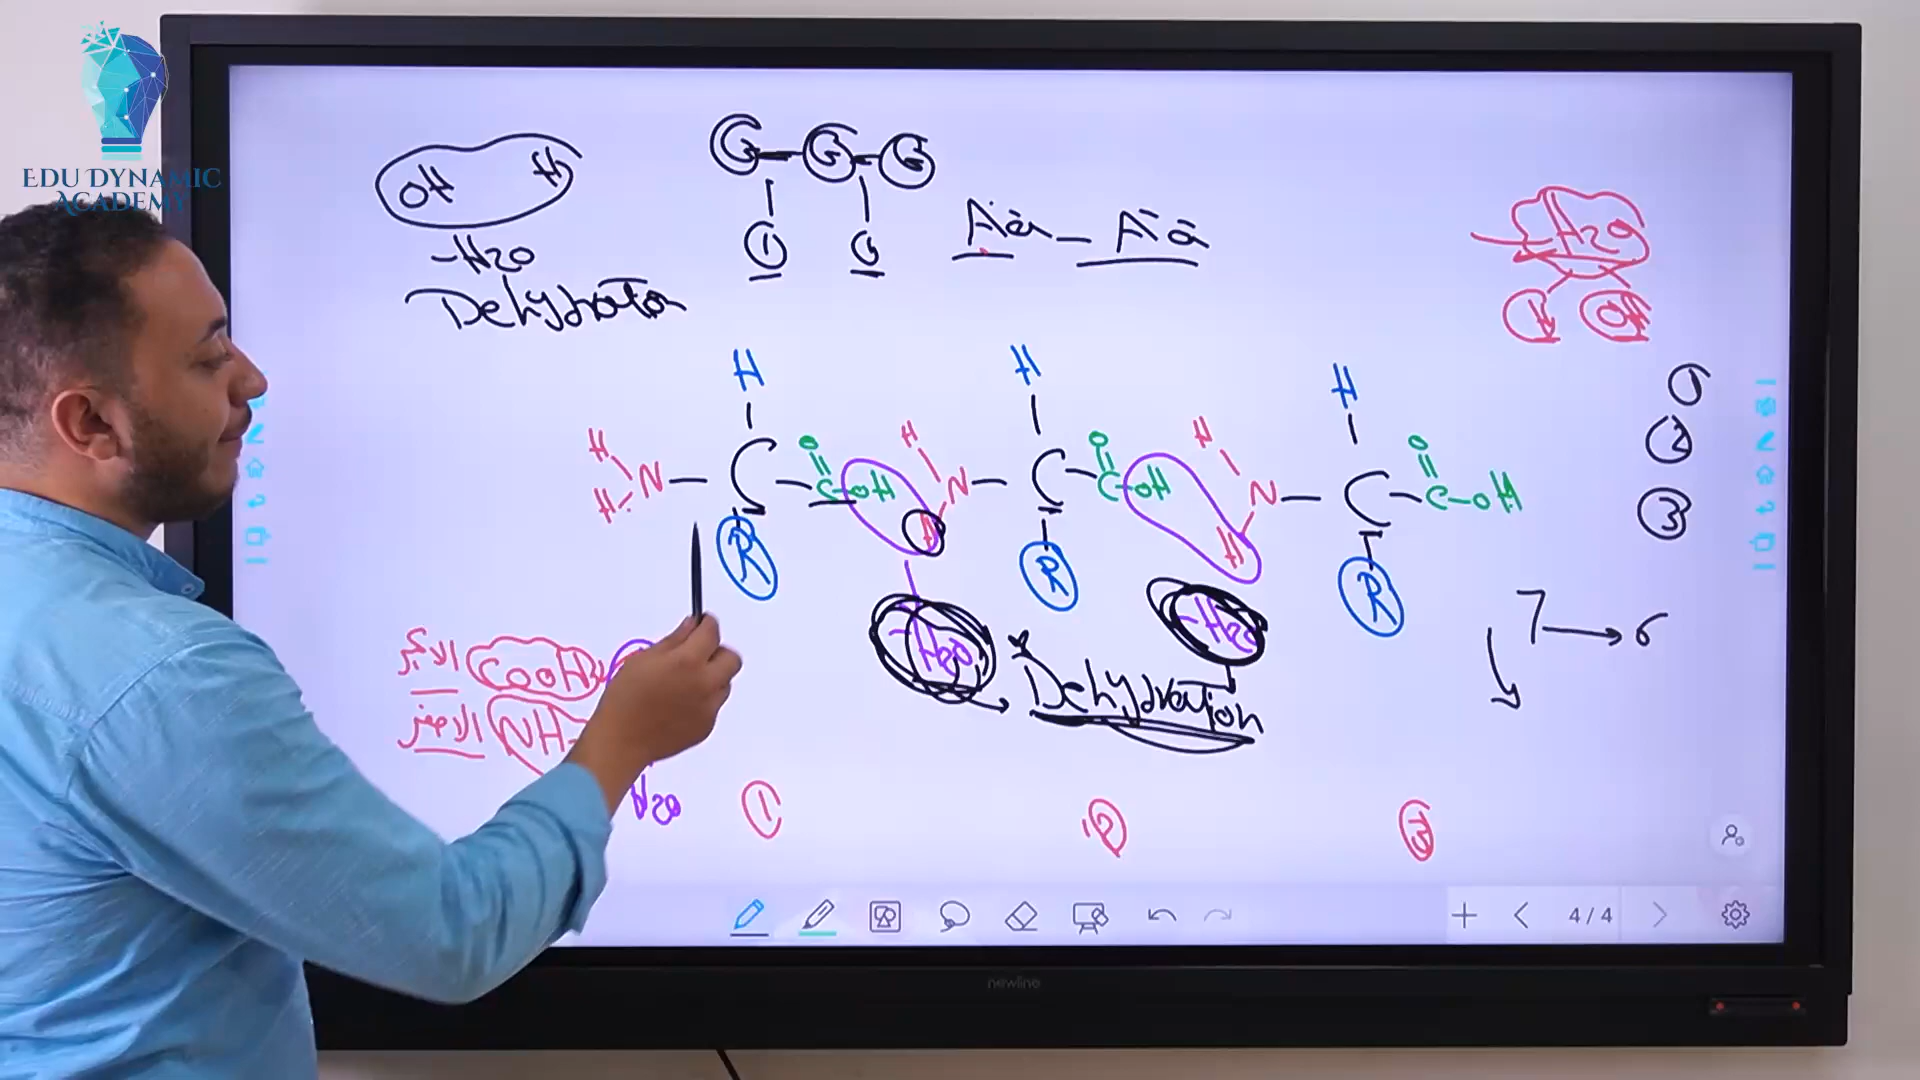 EDU DYNAMIC
ACADEMY
G G G
OH H
-H2O
Dehydration
H2O
H OH
H H H
H O H O H O
H N C C OH H N C C OH H N C C OH
R R R
1
2
3
-H2O -H2O
7 → 6
COOH
NH
Dehydration
H2O
1 2 3
4/4
newline